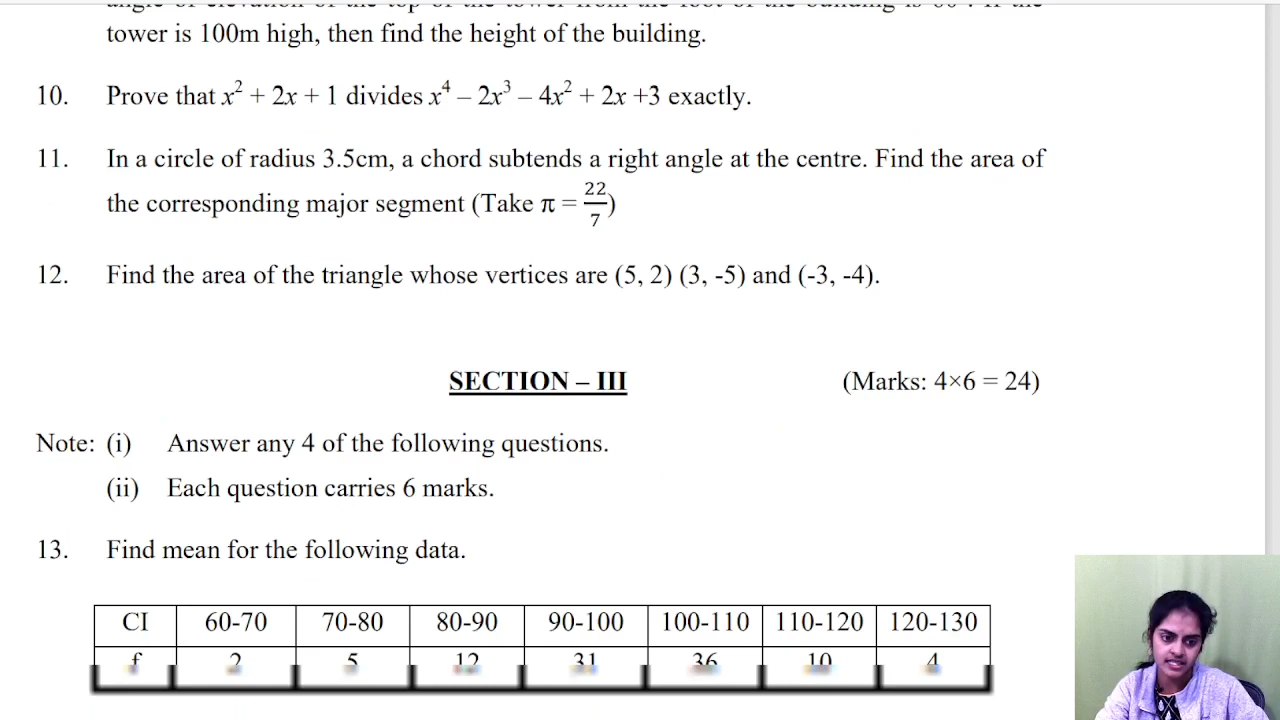 tower is 100m high, then find the height of the building.
10. Prove that x² + 2x + 1 divides x⁴ – 2x³ – 4x² + 2x +3 exactly.
11. In a circle of radius 3.5cm, a chord subtends a right angle at the centre. Find the area of
the corresponding major segment (Take π = 22/7)
12. Find the area of the triangle whose vertices are (5, 2) (3, -5) and (-3, -4).
SECTION – III (Marks: 4×6 = 24)
Note: (i) Answer any 4 of the following questions.
(ii) Each question carries 6 marks.
13. Find mean for the following data.
CI 60-70 70-80 80-90 90-100 100-110 110-120 120-130
f 2 5 12 31 36 10 4